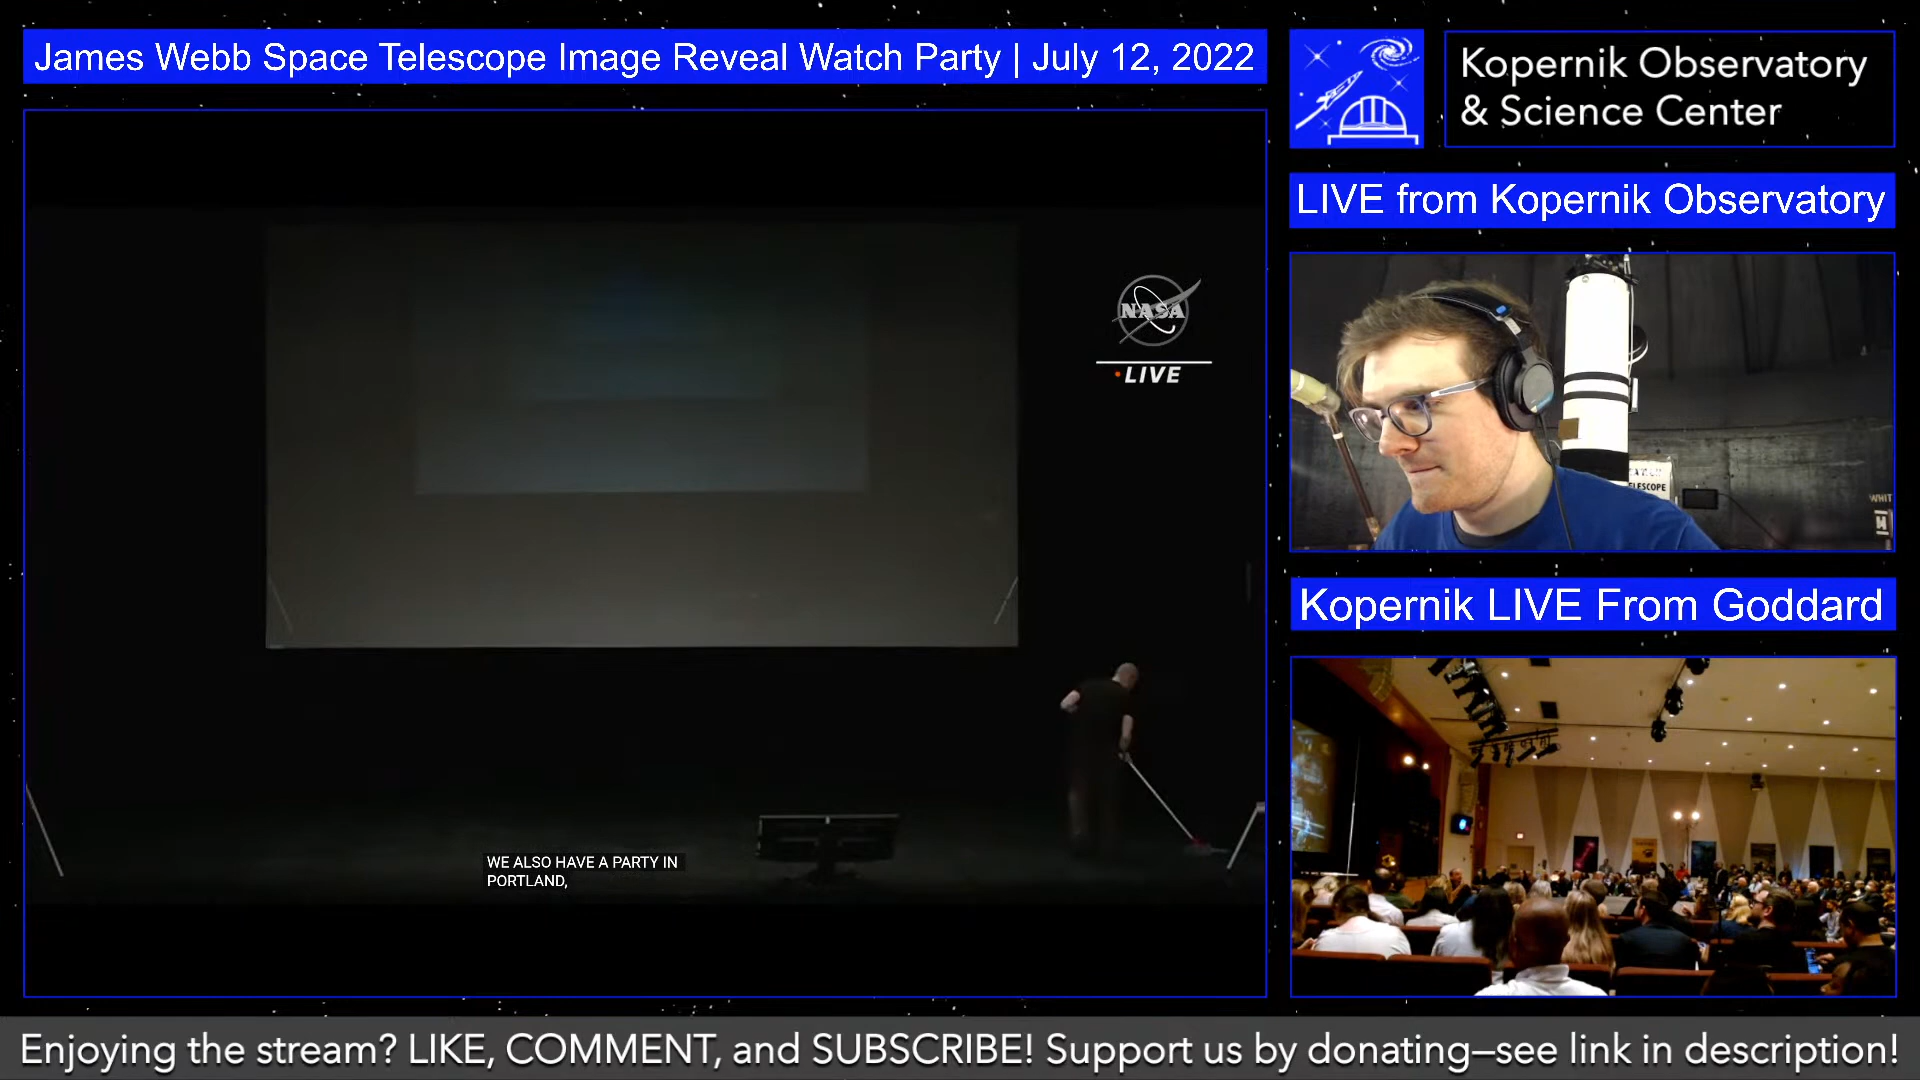 James Webb Space Telescope Image Reveal Watch Party | July 12, 2022
Kopernik Observatory
& Science Center
LIVE from Kopernik Observatory
NASA
LIVE
TELESCOPE
WHIT
Kopernik LIVE From Goddard
WE ALSO HAVE A PARTY IN
PORTLAND,
Enjoying the stream? LIKE, COMMENT, and SUBSCRIBE! Support us by donating—see link in description!